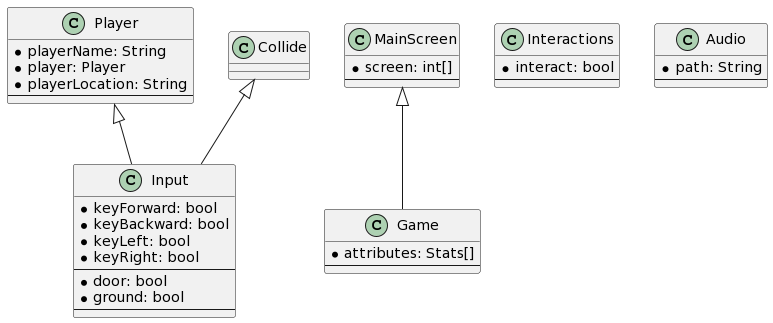 C Player
* playerName: String
* player: Player
* playerLocation: String
C Collide
C MainScreen
* screen: int[]
C Interactions
* interact: bool
C Audio
* path: String
C Input
* keyForward: bool
* keyBackward: bool
* keyLeft: bool
* keyRight: bool
* door: bool
* ground: bool
C Game
* attributes: Stats[]